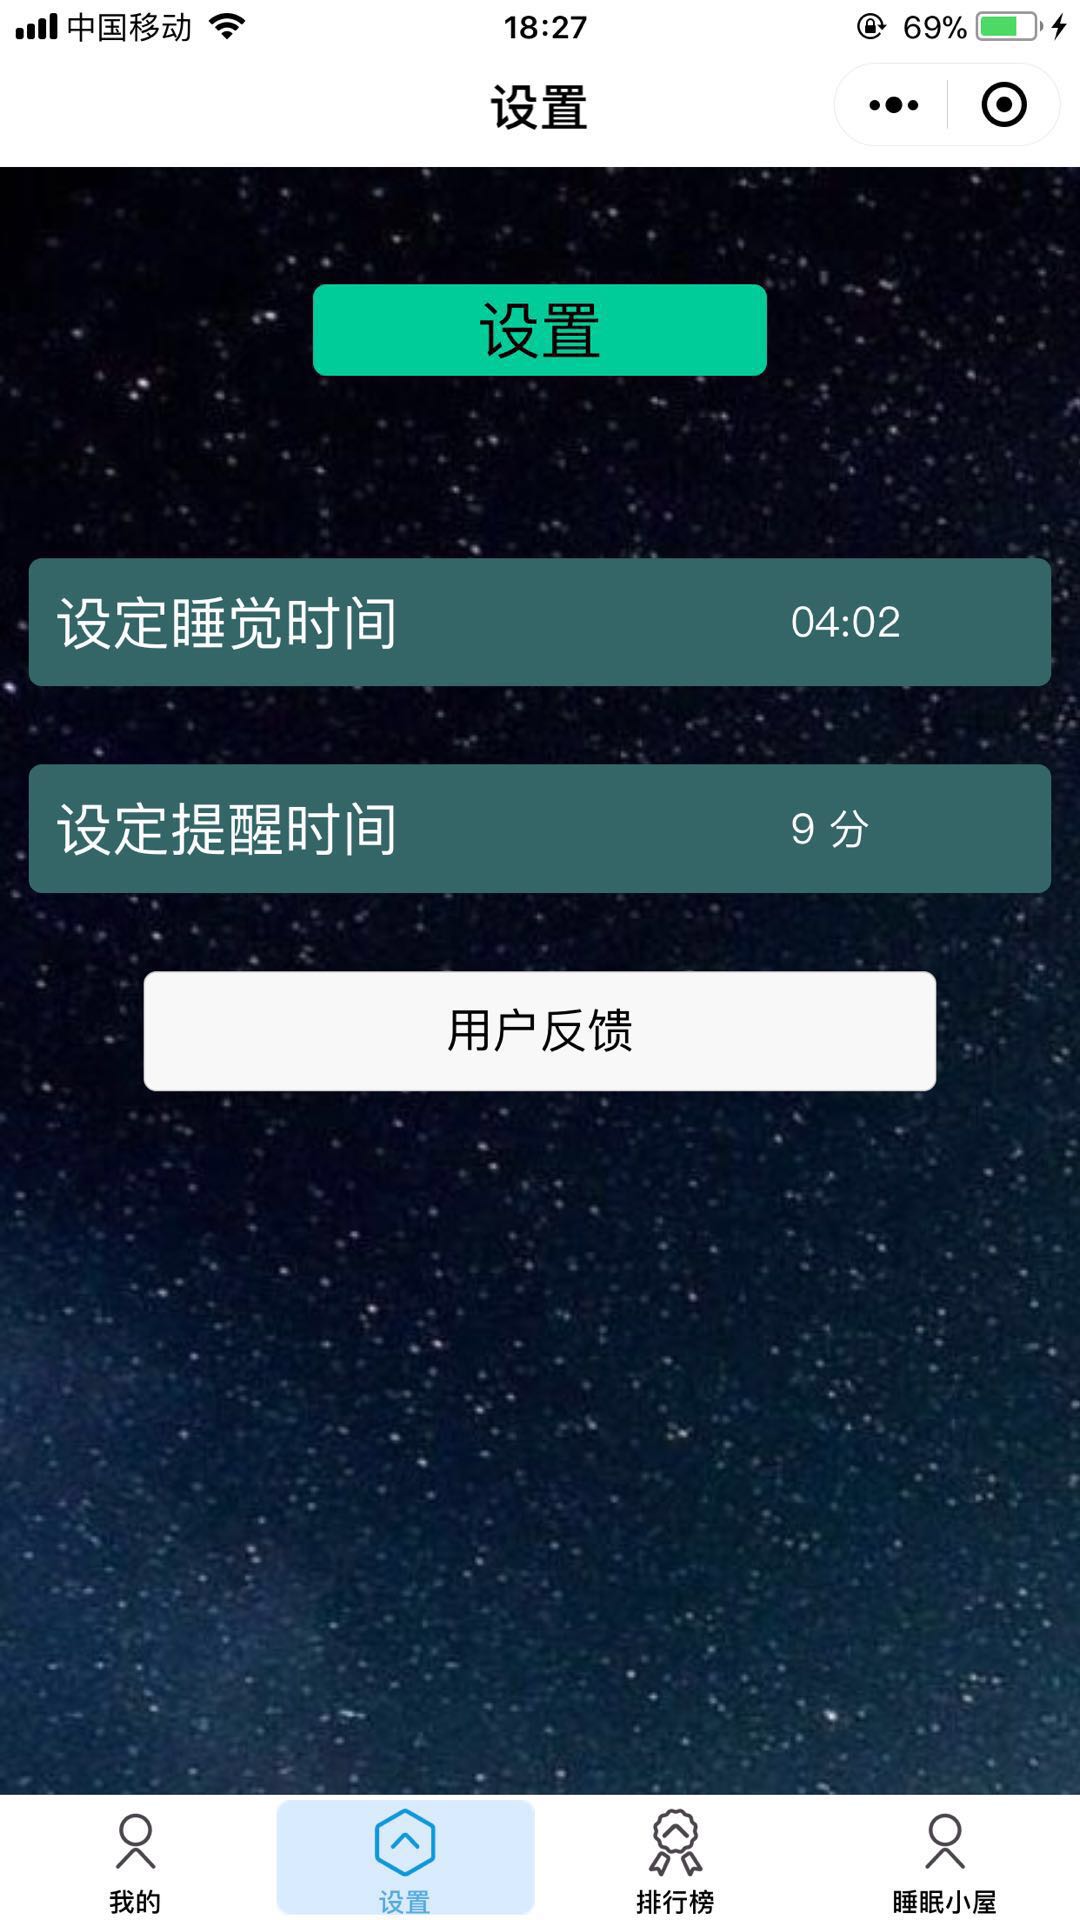 中国移动 18:27 69%
设置
设置
设定睡觉时间 04:02
设定提醒时间 9 分
用户反馈
我的 设置 排行榜 睡眠小屋